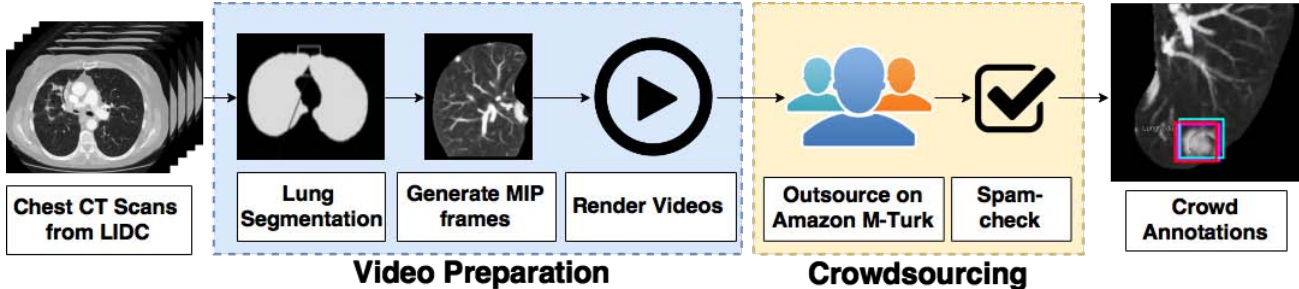 Chest CT Scans
from LIDC
Lung
Segmentation
Generate MIP
frames
Render Videos
Video Preparation
Outsource on
Amazon M-Turk
Spam-
check
Crowdsourcing
Crowd
Annotations